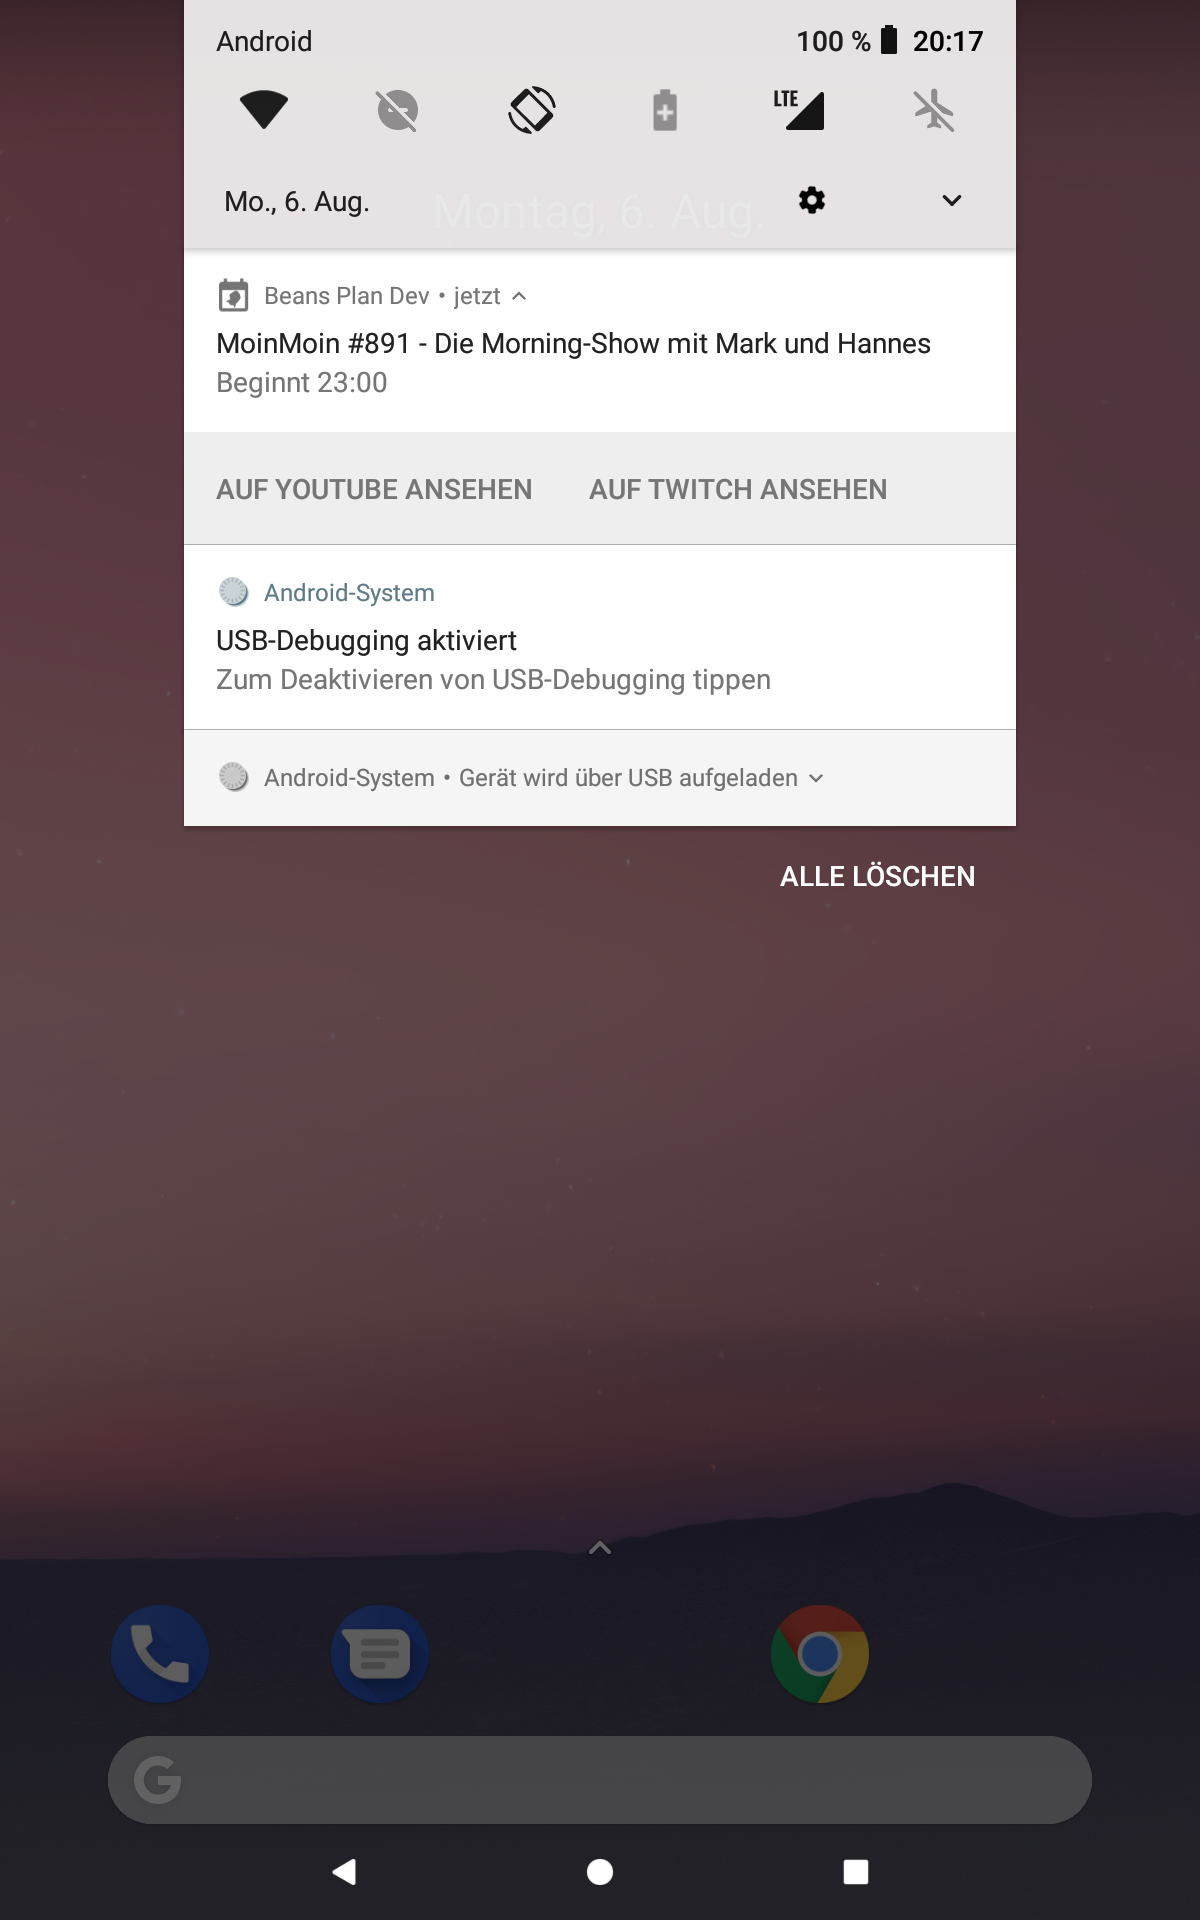 Android
100 % 20:17
LTE
Mo., 6. Aug.
Montag, 6. Aug.
Beans Plan Dev • jetzt
MoinMoin #891 - Die Morning-Show mit Mark und Hannes
Beginnt 23:00
AUF YOUTUBE ANSEHEN AUF TWITCH ANSEHEN
Android-System
USB-Debugging aktiviert
Zum Deaktivieren von USB-Debugging tippen
Android-System • Gerät wird über USB aufgeladen
ALLE LÖSCHEN
G